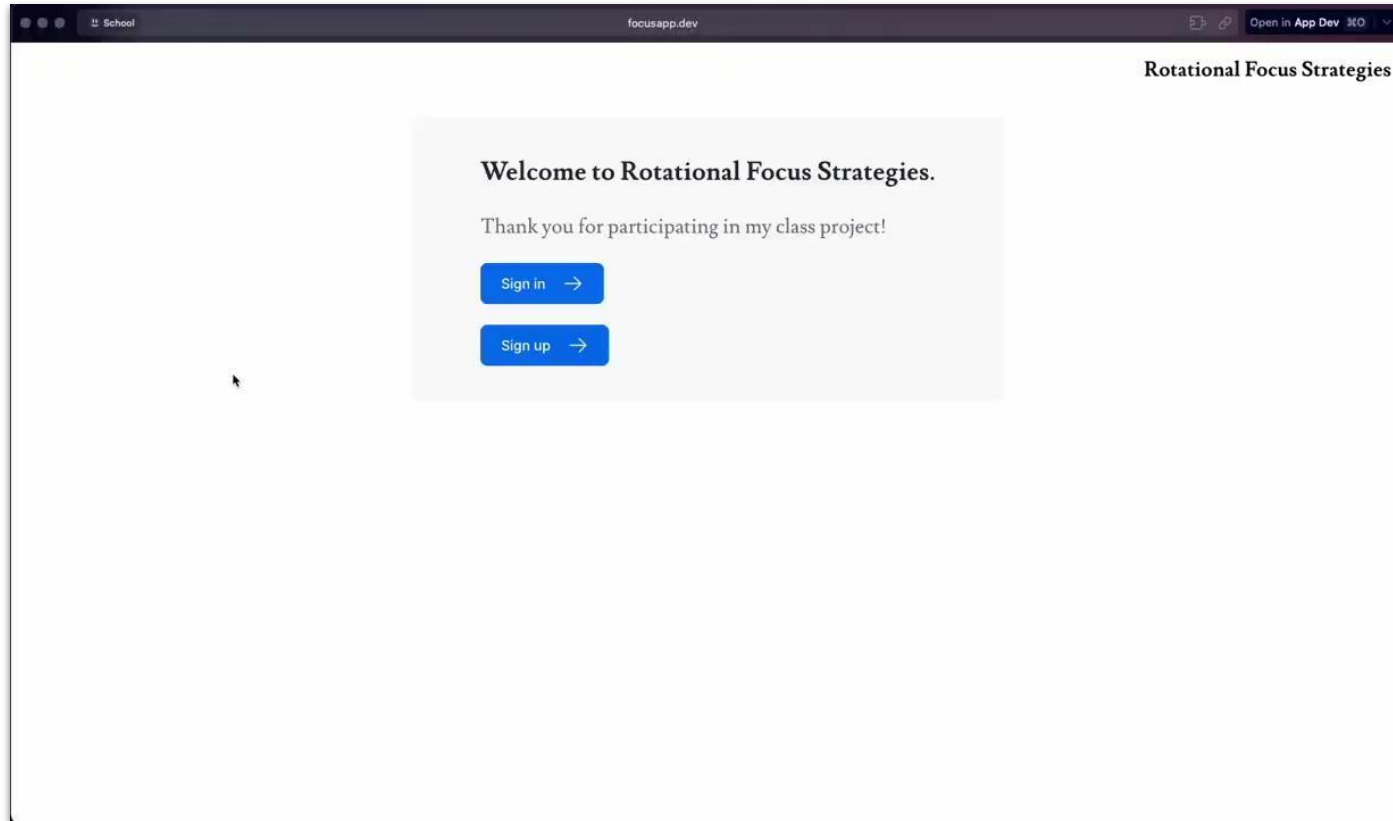 School
focusapp.dev
Open in App Dev ⌘O
Rotational Focus Strategies
Welcome to Rotational Focus Strategies.
Thank you for participating in my class project!
Sign in
Sign up